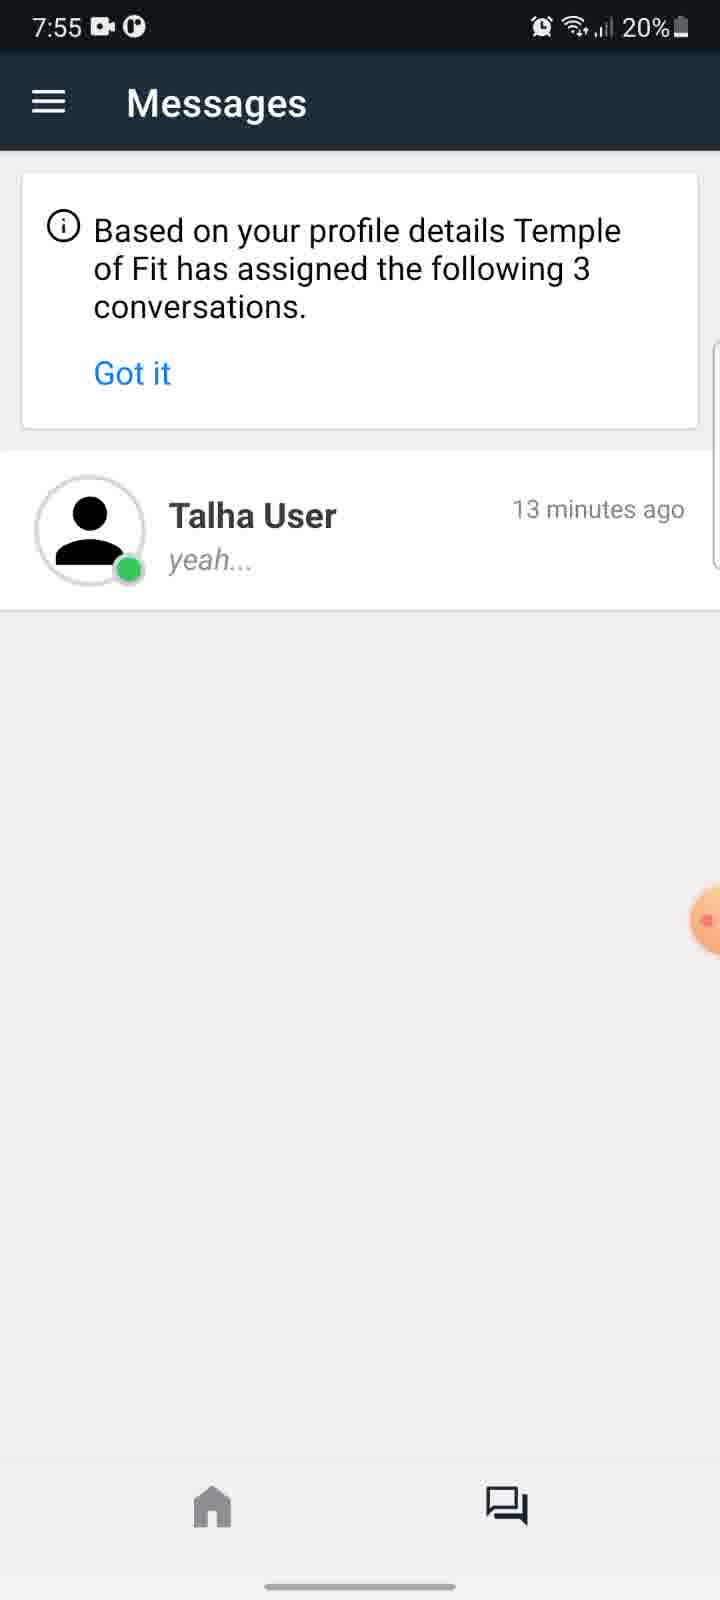 7:55 20%
Messages
Based on your profile details Temple
of Fit has assigned the following 3
conversations.
Got it
Talha User 13 minutes ago
yeah...